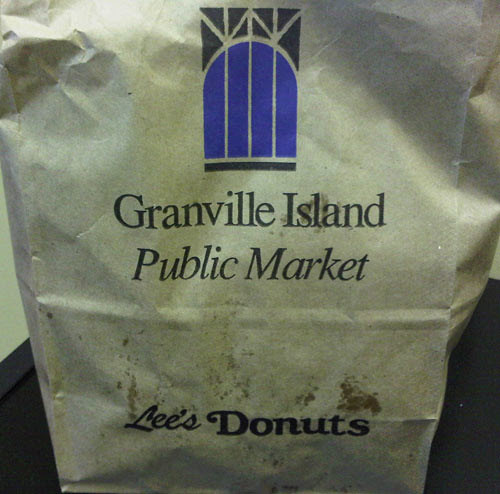 Granville Island
Public Market
Lee's Donuts